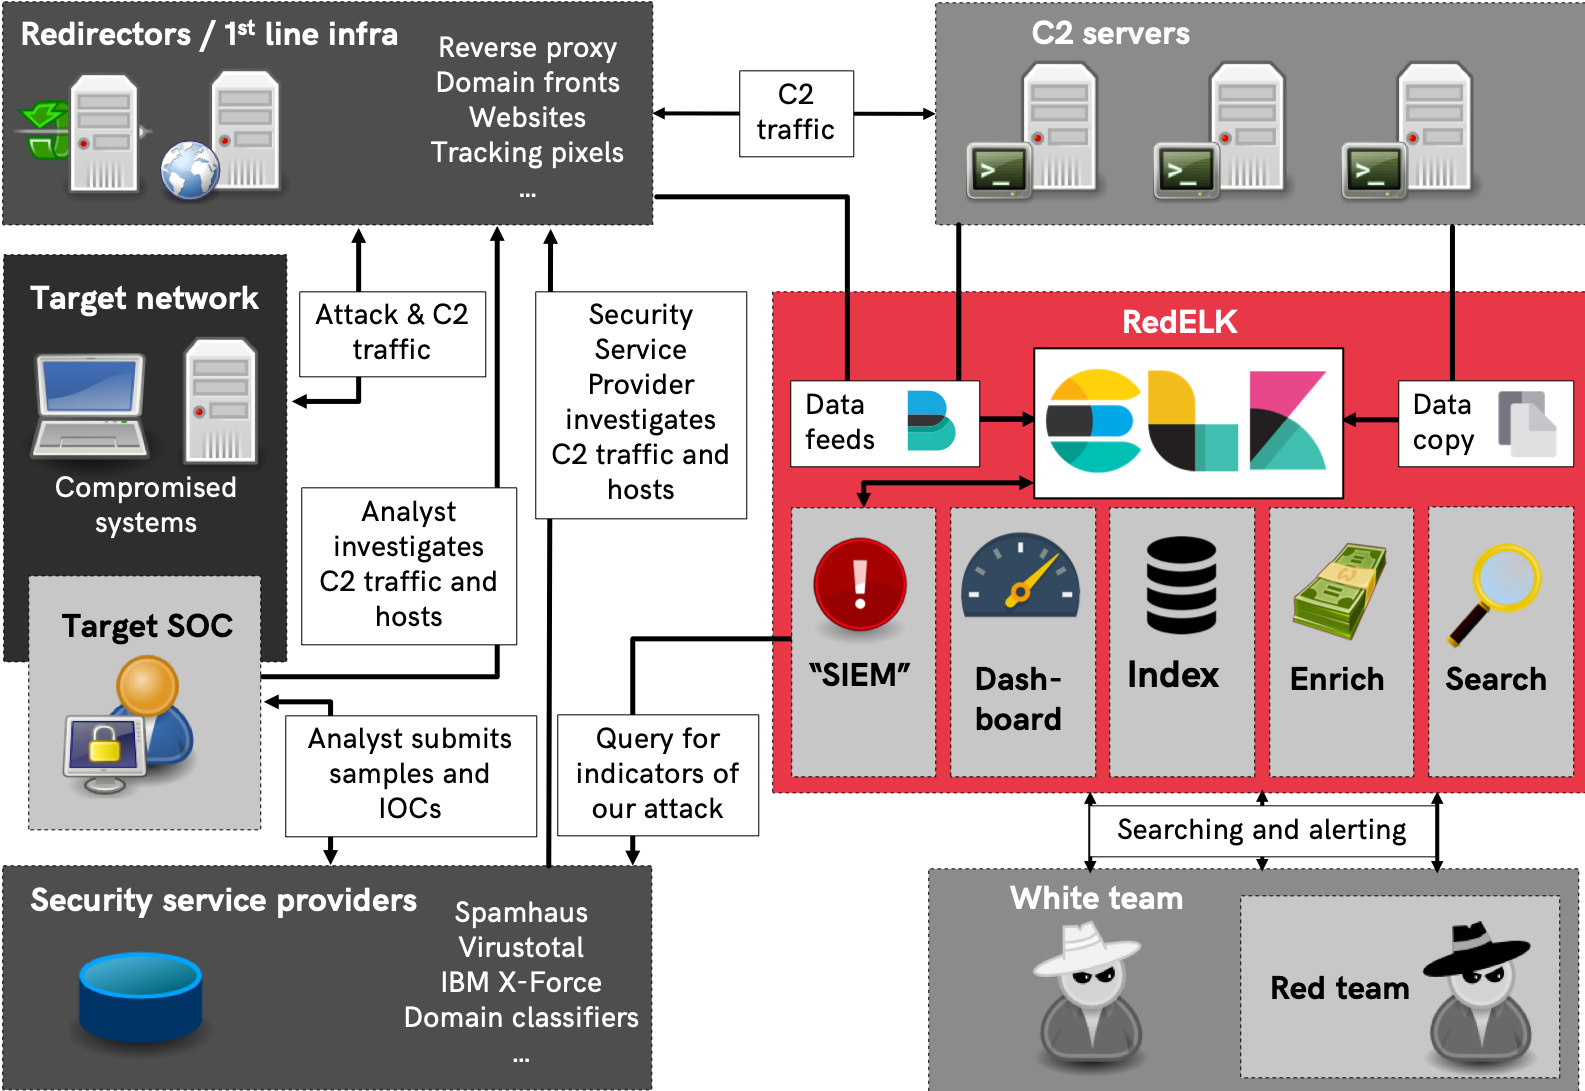 Redirectors / 1st line infra
Reverse proxy
Domain fronts
Websites
Tracking pixels
...
C2
traffic
C2 servers
>_
>_
>_
Target network
Compromised
systems
Attack & C2
traffic
Security
Service
Provider
investigates
C2 traffic and
hosts
Analyst
investigates
C2 traffic and
hosts
Target SOC
Analyst submits
samples and
IOCs
Query for
indicators of
our attack
RedELK
Data
feeds
ELK
Data
copy
!
“SIEM”
Dash-
board
Index
Enrich
Search
Searching and alerting
Security service providers
Spamhaus
Virustotal
IBM X-Force
Domain classifiers
...
White team
Red team